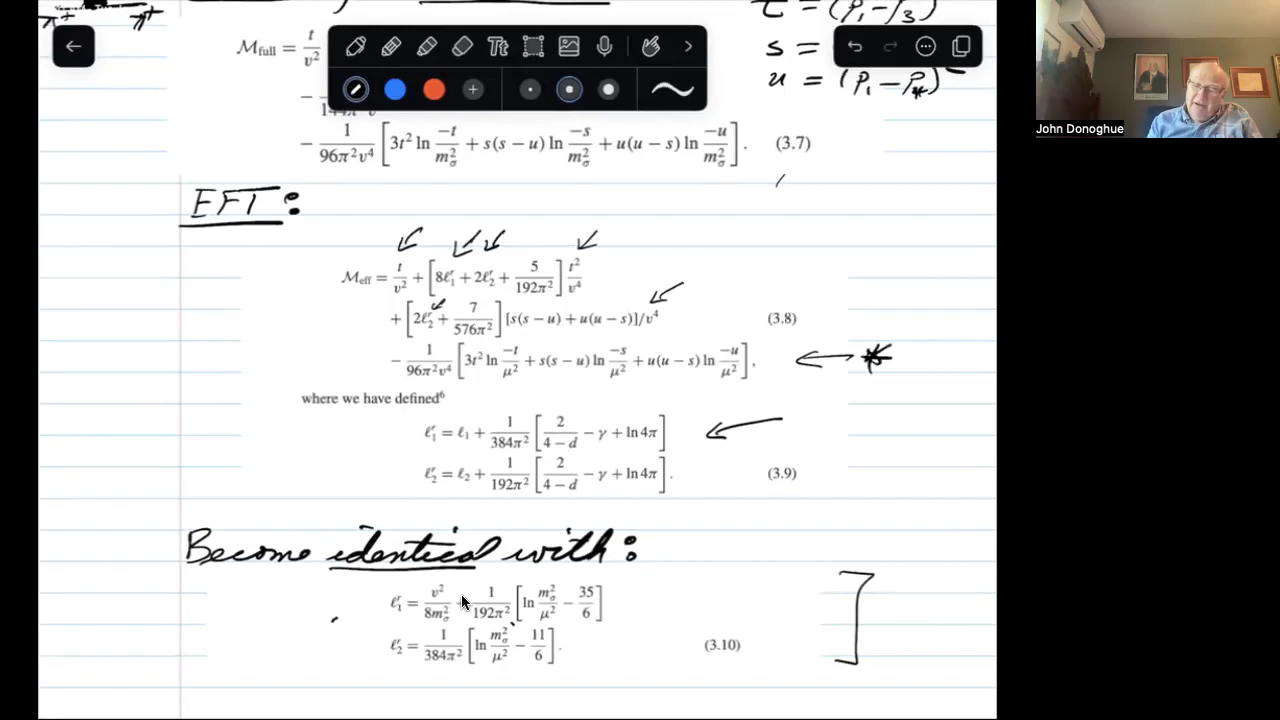 π+ π+
τ = (P₁ - P₃)
M_full = t/v²
s =
u = (P₁ - P₄)²
- 144π²v
- 1/(96π²v⁴) [3t² ln (-t/m_σ²) + s(s - u) ln (-s/m_σ²) + u(u - s) ln (-u/m_σ²)]. (3.7)
John Donoghue
EFT:
M_eff = t/v² + [8ℓ₁ʳ + 2ℓ₂ʳ + 5/(192π²)] t²/v⁴
+ [2ℓ₂ʳ + 7/(576π²)] [s(s - u) + u(u - s)]/v⁴ (3.8)
- 1/(96π²v⁴) [3t² ln (-t/μ²) + s(s - u) ln (-s/μ²) + u(u - s) ln (-u/μ²)], *
where we have defined⁶
ℓ₁ʳ = ℓ₁ + 1/(384π²) [2/(4 - d) - γ + ln 4π]
ℓ₂ʳ = ℓ₂ + 1/(192π²) [2/(4 - d) - γ + ln 4π]. (3.9)
Become identical with:
ℓ₁ʳ = v²/(8m_σ²) 1/(192π²) [ln (m_σ²/μ²) - 35/6]
ℓ₂ʳ = 1/(384π²) [ln (m_σ²/μ²) - 11/6]. (3.10)